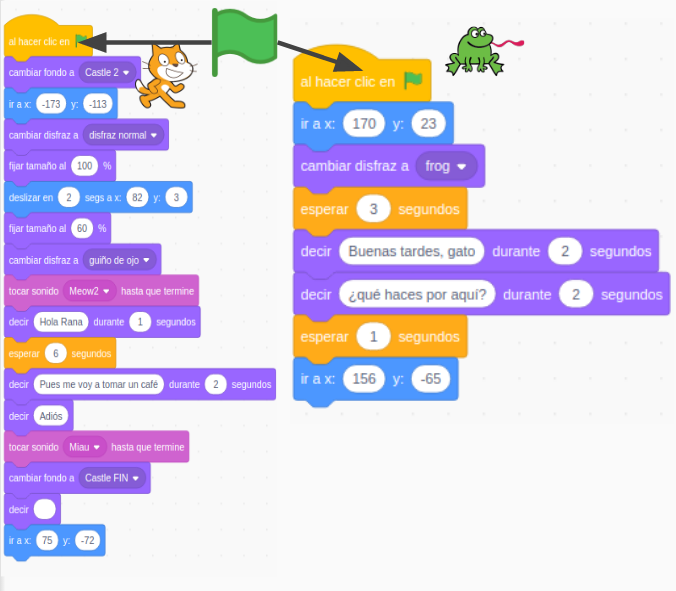 al hacer clic en
cambiar fondo a Castle 2
ir a x: -173 y: -113
cambiar disfraz a disfraz normal
fijar tamaño al 100 %
deslizar en 2 segs a x: 82 y: 3
fijar tamaño al 60 %
cambiar disfraz a guiño de ojo
tocar sonido Meow2 hasta que termine
decir Hola Rana durante 1 segundos
esperar 6 segundos
decir Pues me voy a tomar un café durante 2 segundos
decir Adiós
tocar sonido Miau hasta que termine
cambiar fondo a Castle FIN
decir
ir a x: 75 y: -72
al hacer clic en
ir a x: 170 y: 23
cambiar disfraz a frog
esperar 3 segundos
decir Buenas tardes, gato durante 2 segundos
decir ¿qué haces por aquí? durante 2 segundos
esperar 1 segundos
ir a x: 156 y: -65